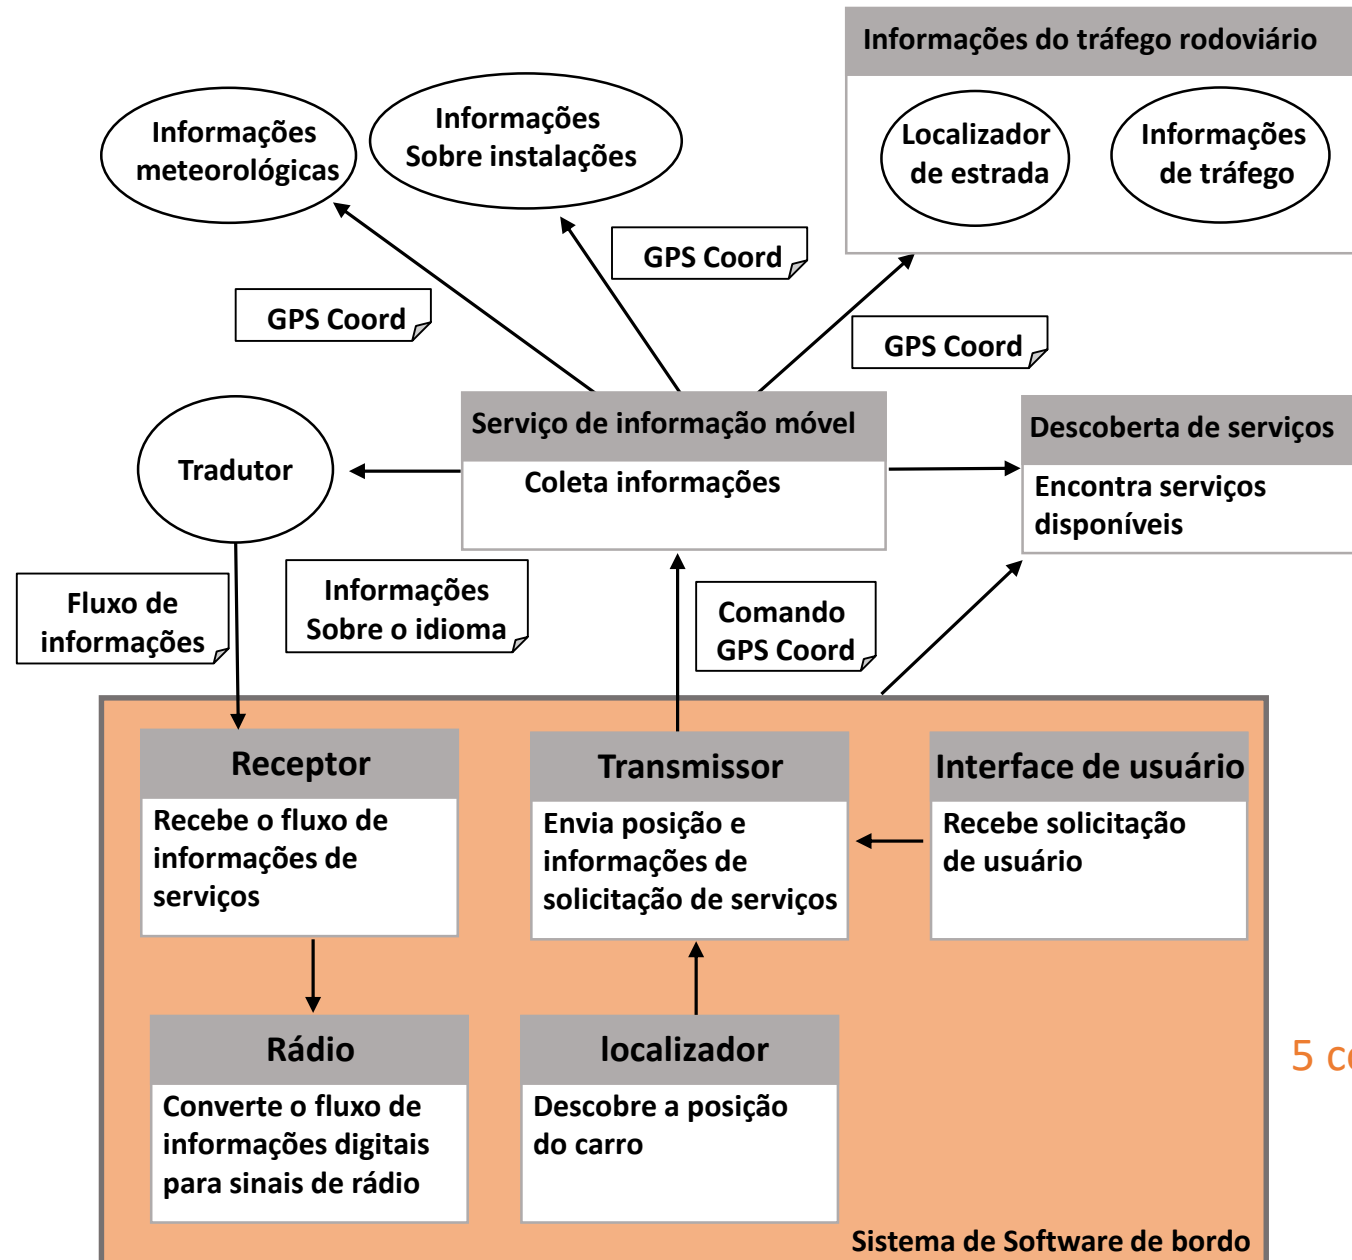 Informações do tráfego rodoviário
Informações
meteorológicas
Informações
Sobre instalações
Localizador
de estrada
Informações
de tráfego
GPS Coord
GPS Coord
GPS Coord
Serviço de informação móvel
Coleta informações
Descoberta de serviços
Encontra serviços
disponíveis
Tradutor
Fluxo de
informações
Informações
Sobre o idioma
Comando
GPS Coord
Receptor
Recebe o fluxo de
informações de
serviços
Transmissor
Envia posição e
informações de
solicitação de serviços
Interface de usuário
Recebe solicitação
de usuário
Rádio
Converte o fluxo de
informações digitais
para sinais de rádio
localizador
Descobre a posição
do carro
5
Sistema de Software de bordo